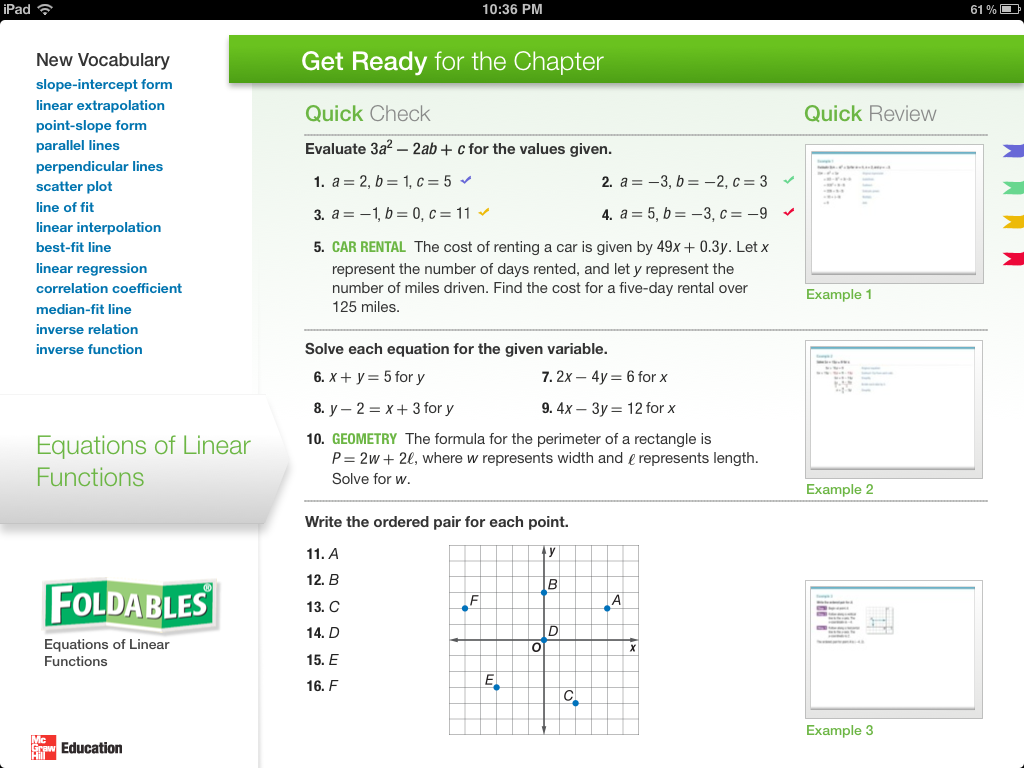 iPad
10:36 PM
61 %
New Vocabulary
slope-intercept form
linear extrapolation
point-slope form
parallel lines
perpendicular lines
scatter plot
line of fit
linear interpolation
best-fit line
linear regression
correlation coefficient
median-fit line
inverse relation
inverse function
Equations of Linear
Functions
FOLDABLES®
Equations of Linear
Functions
Mc
Graw
Hill
Education
Get Ready for the Chapter
Quick Check
Evaluate 3a² — 2ab + c for the values given.
1. a = 2, b = 1, c = 5
2. a = −3, b = −2, c = 3
3. a = −1, b = 0, c = 11
4. a = 5, b = −3, c = −9
5. CAR RENTAL The cost of renting a car is given by 49x + 0.3y. Let x
represent the number of days rented, and let y represent the
number of miles driven. Find the cost for a five-day rental over
125 miles.
Solve each equation for the given variable.
6. x + y = 5 for y
7. 2x − 4y = 6 for x
8. y − 2 = x + 3 for y
9. 4x − 3y = 12 for x
10. GEOMETRY The formula for the perimeter of a rectangle is
P = 2w + 2ℓ, where w represents width and ℓ represents length.
Solve for w.
Write the ordered pair for each point.
11. A
12. B
13. C
14. D
15. E
16. F
y
B
F
A
D
O
x
E
C
Quick Review
Example 1
Example 2
Example 3